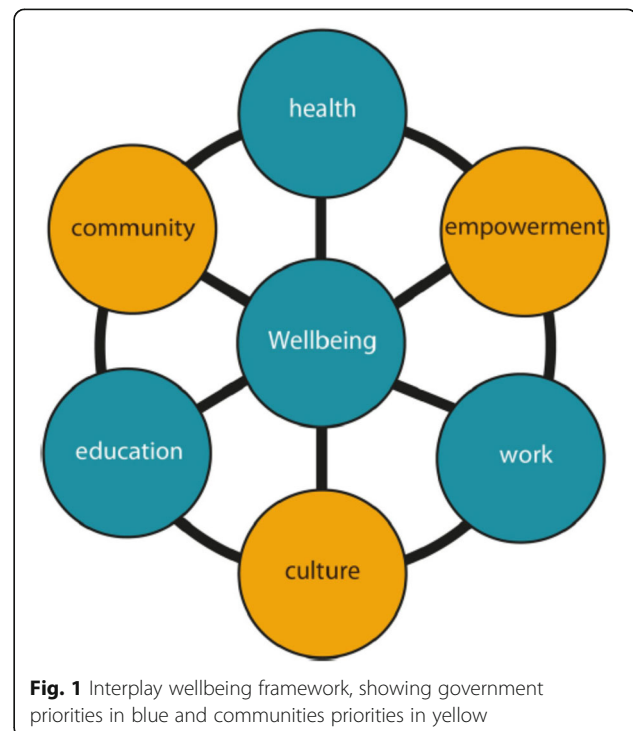 health
community
empowerment
Wellbeing
education
work
culture
Fig. 1 Interplay wellbeing framework, showing government
priorities in blue and communities priorities in yellow